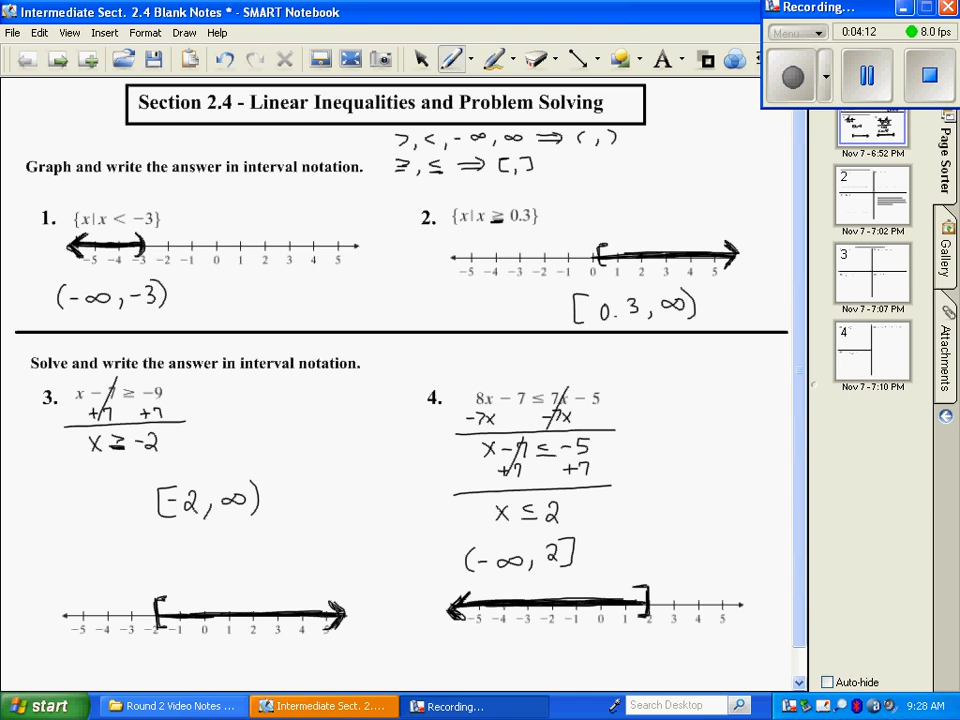 Intermediate Sect. 2.4 Blank Notes * - SMART Notebook
Recording...
File Edit View Insert Format Draw Help
Menu 0:04:12 8.0 fps
Section 2.4 - Linear Inequalities and Problem Solving
>, <, -∞, ∞ ⇒ (, )
Graph and write the answer in interval notation.
≥, ≤ ⇒ [, ]
1. {x|x < -3}
2. {x|x ≥ 0.3}
-5 -4 -3 -2 -1 0 1 2 3 4 5
-5 -4 -3 -2 -1 0 1 2 3 4 5
(-∞, -3)
[0.3, ∞)
Solve and write the answer in interval notation.
3. x - 7 ≥ -9
+7 +7
x ≥ -2
[-2, ∞)
-5 -4 -3 -2 -1 0 1 2 3 4 5
4. 8x - 7 ≤ 7x - 5
-7x -7x
x - 7 ≤ -5
+7 +7
x ≤ 2
(-∞, 2]
-5 -4 -3 -2 -1 0 1 2 3 4 5
Nov 7 - 6:52 PM
2
Nov 7 - 7:02 PM
3
Nov 7 - 7:07 PM
4
Nov 7 - 7:10 PM
Page Sorter
Gallery
Attachments
Auto-hide
start
Round 2 Video Notes ...
Intermediate Sect. 2....
Recording...
Search Desktop
9:28 AM